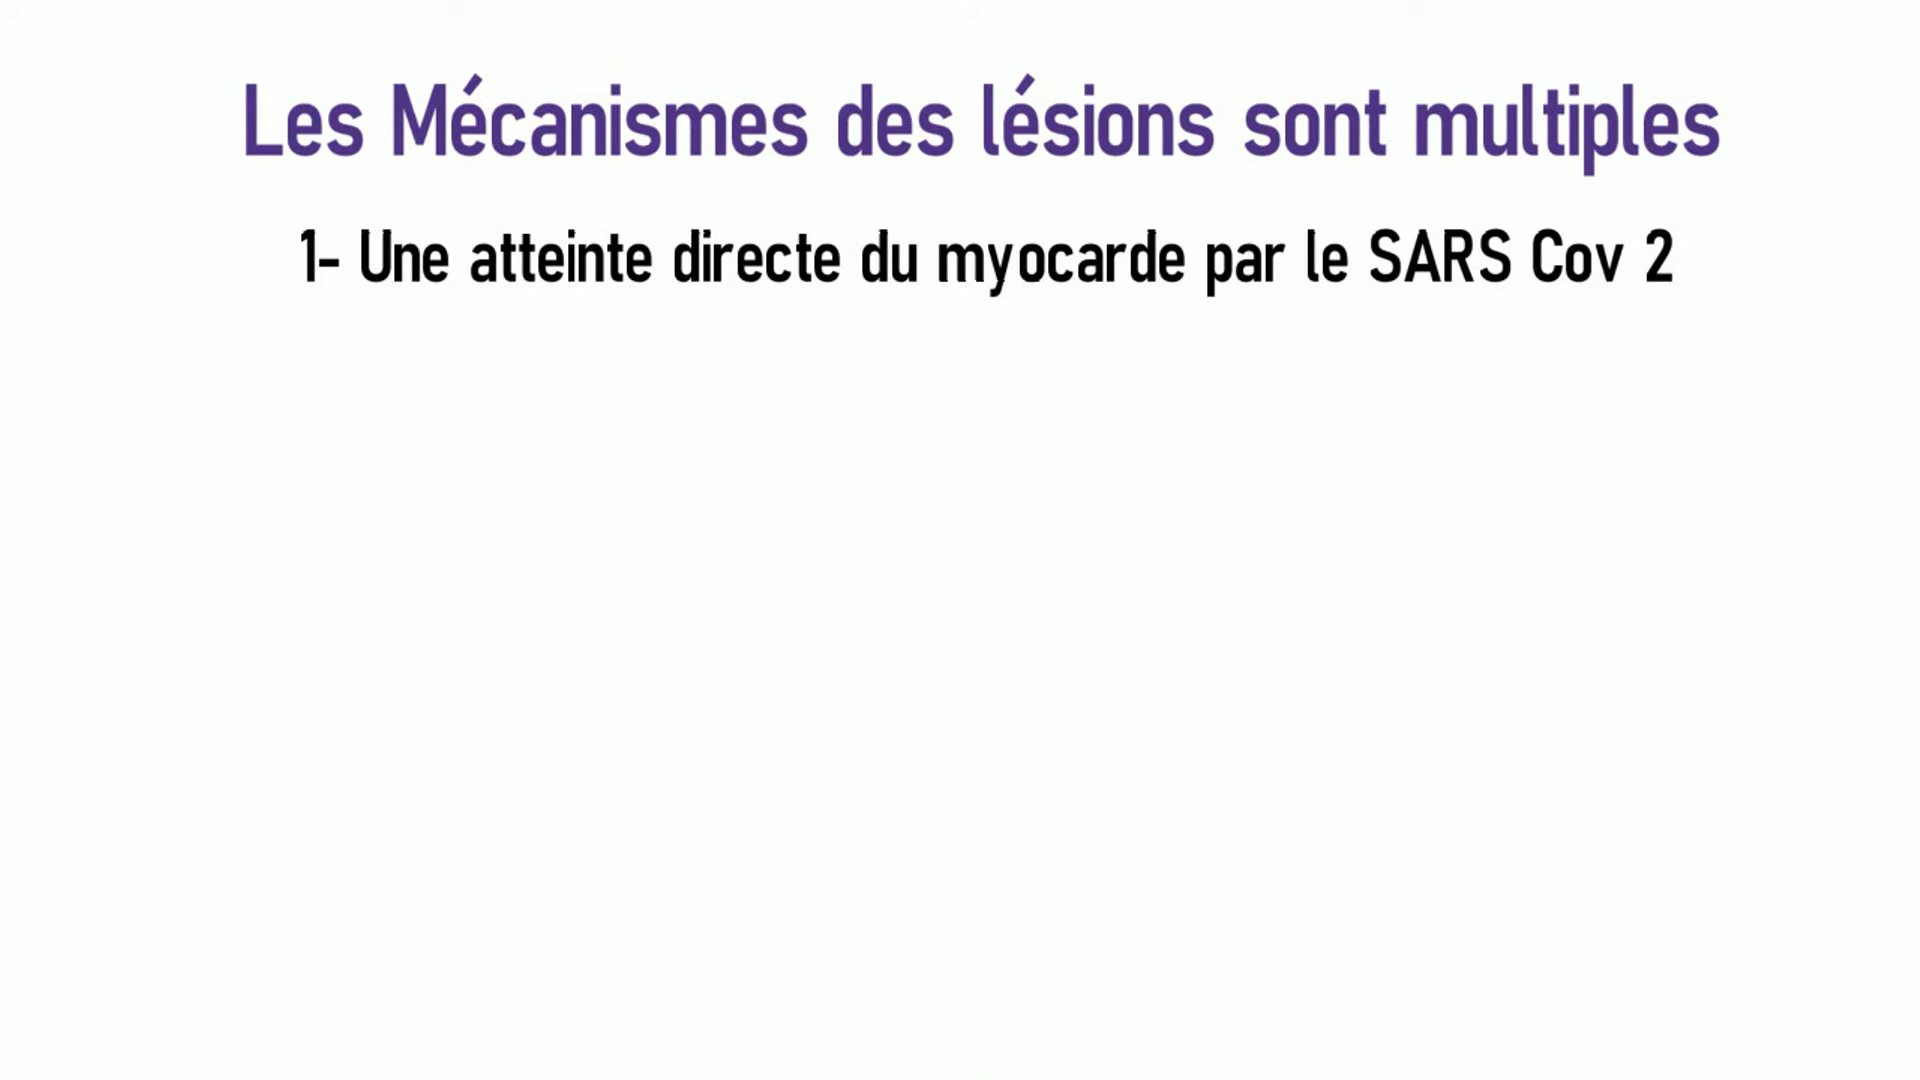 Les Mécanismes des lésions sont multiples
1- Une atteinte directe du myocarde par le SARS Cov 2